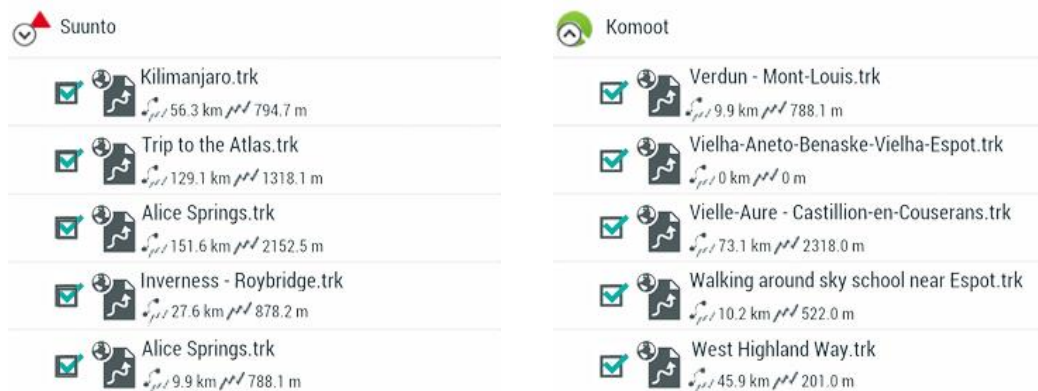 Suunto
Kilimanjaro.trk
56.3 km 794.7 m
Trip to the Atlas.trk
129.1 km 1318.1 m
Alice Springs.trk
151.6 km 2152.5 m
Inverness - Roybridge.trk
27.6 km 878.2 m
Alice Springs.trk
9.9 km 788.1 m
Komoot
Verdun - Mont-Louis.trk
9.9 km 788.1 m
Vielha-Aneto-Benaske-Vielha-Espot.trk
0 km 0 m
Vielle-Aure - Castillion-en-Couserans.trk
73.1 km 2318.0 m
Walking around sky school near Espot.trk
10.2 km 522.0 m
West Highland Way.trk
45.9 km 201.0 m